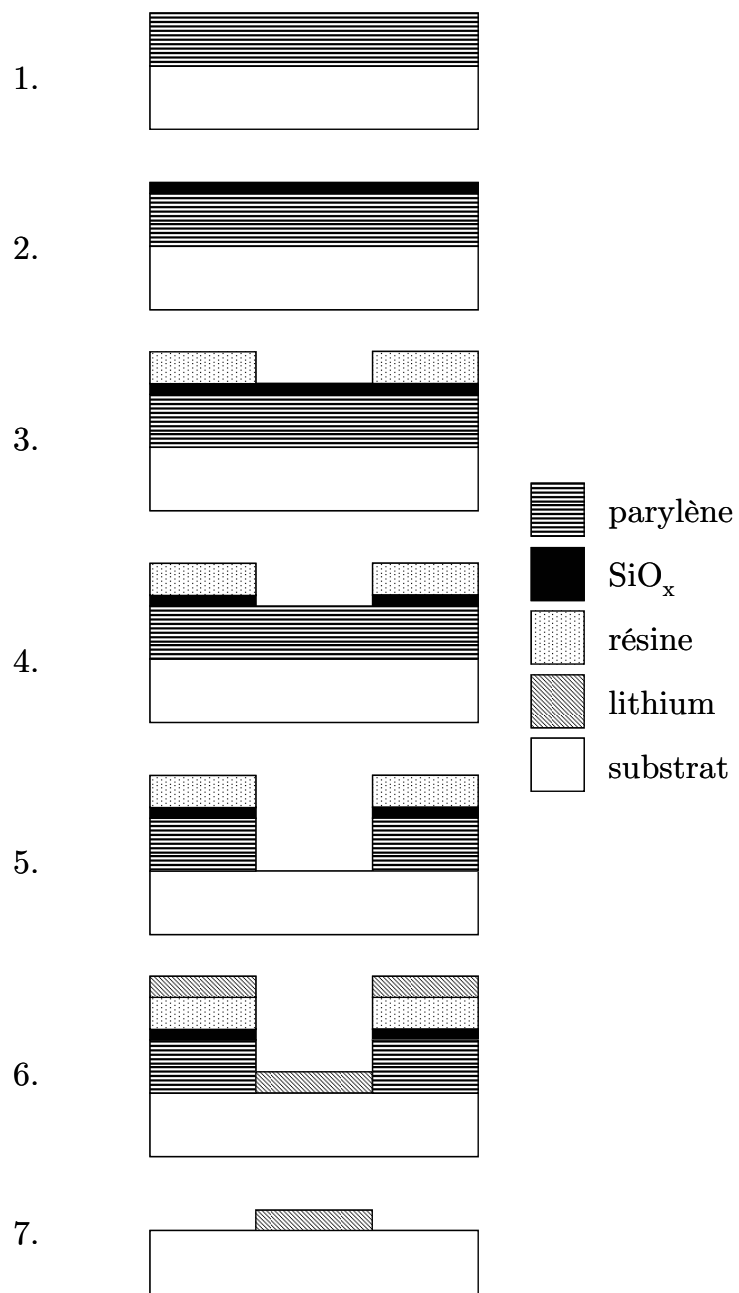 1.
2.
3.
4.
5.
6.
7.
parylène
SiOx
résine
lithium
substrat